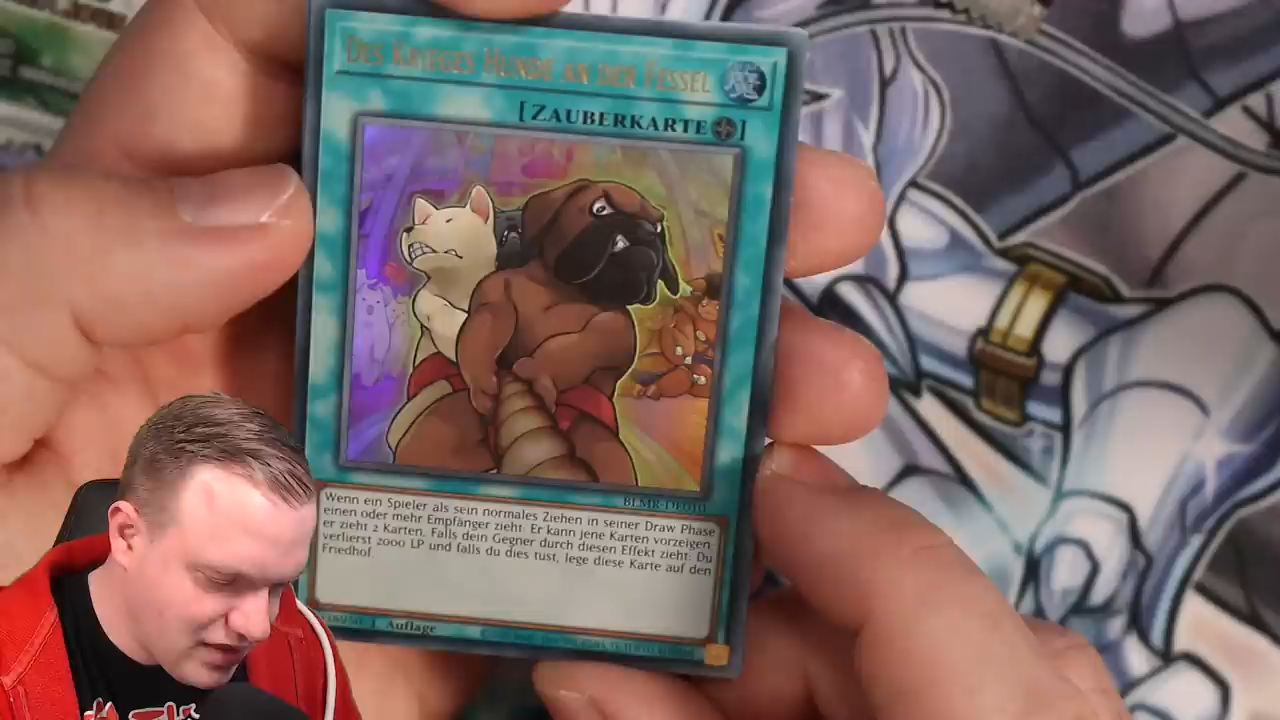 DES KRIEGES HUNDE AN DER FESSEL
[ZAUBERKARTE]
BLMR-DE010
Wenn ein Spieler als sein normales Ziehen in seiner Draw Phase
einen oder mehr Empfänger zieht: Er kann jene Karten vorzeigen
er zieht 2 Karten. Falls dein Gegner durch diesen Effekt zieht: Du
verlierst 2000 LP und falls du dies tust, lege diese Karte auf den
Friedhof.
1. Auflage